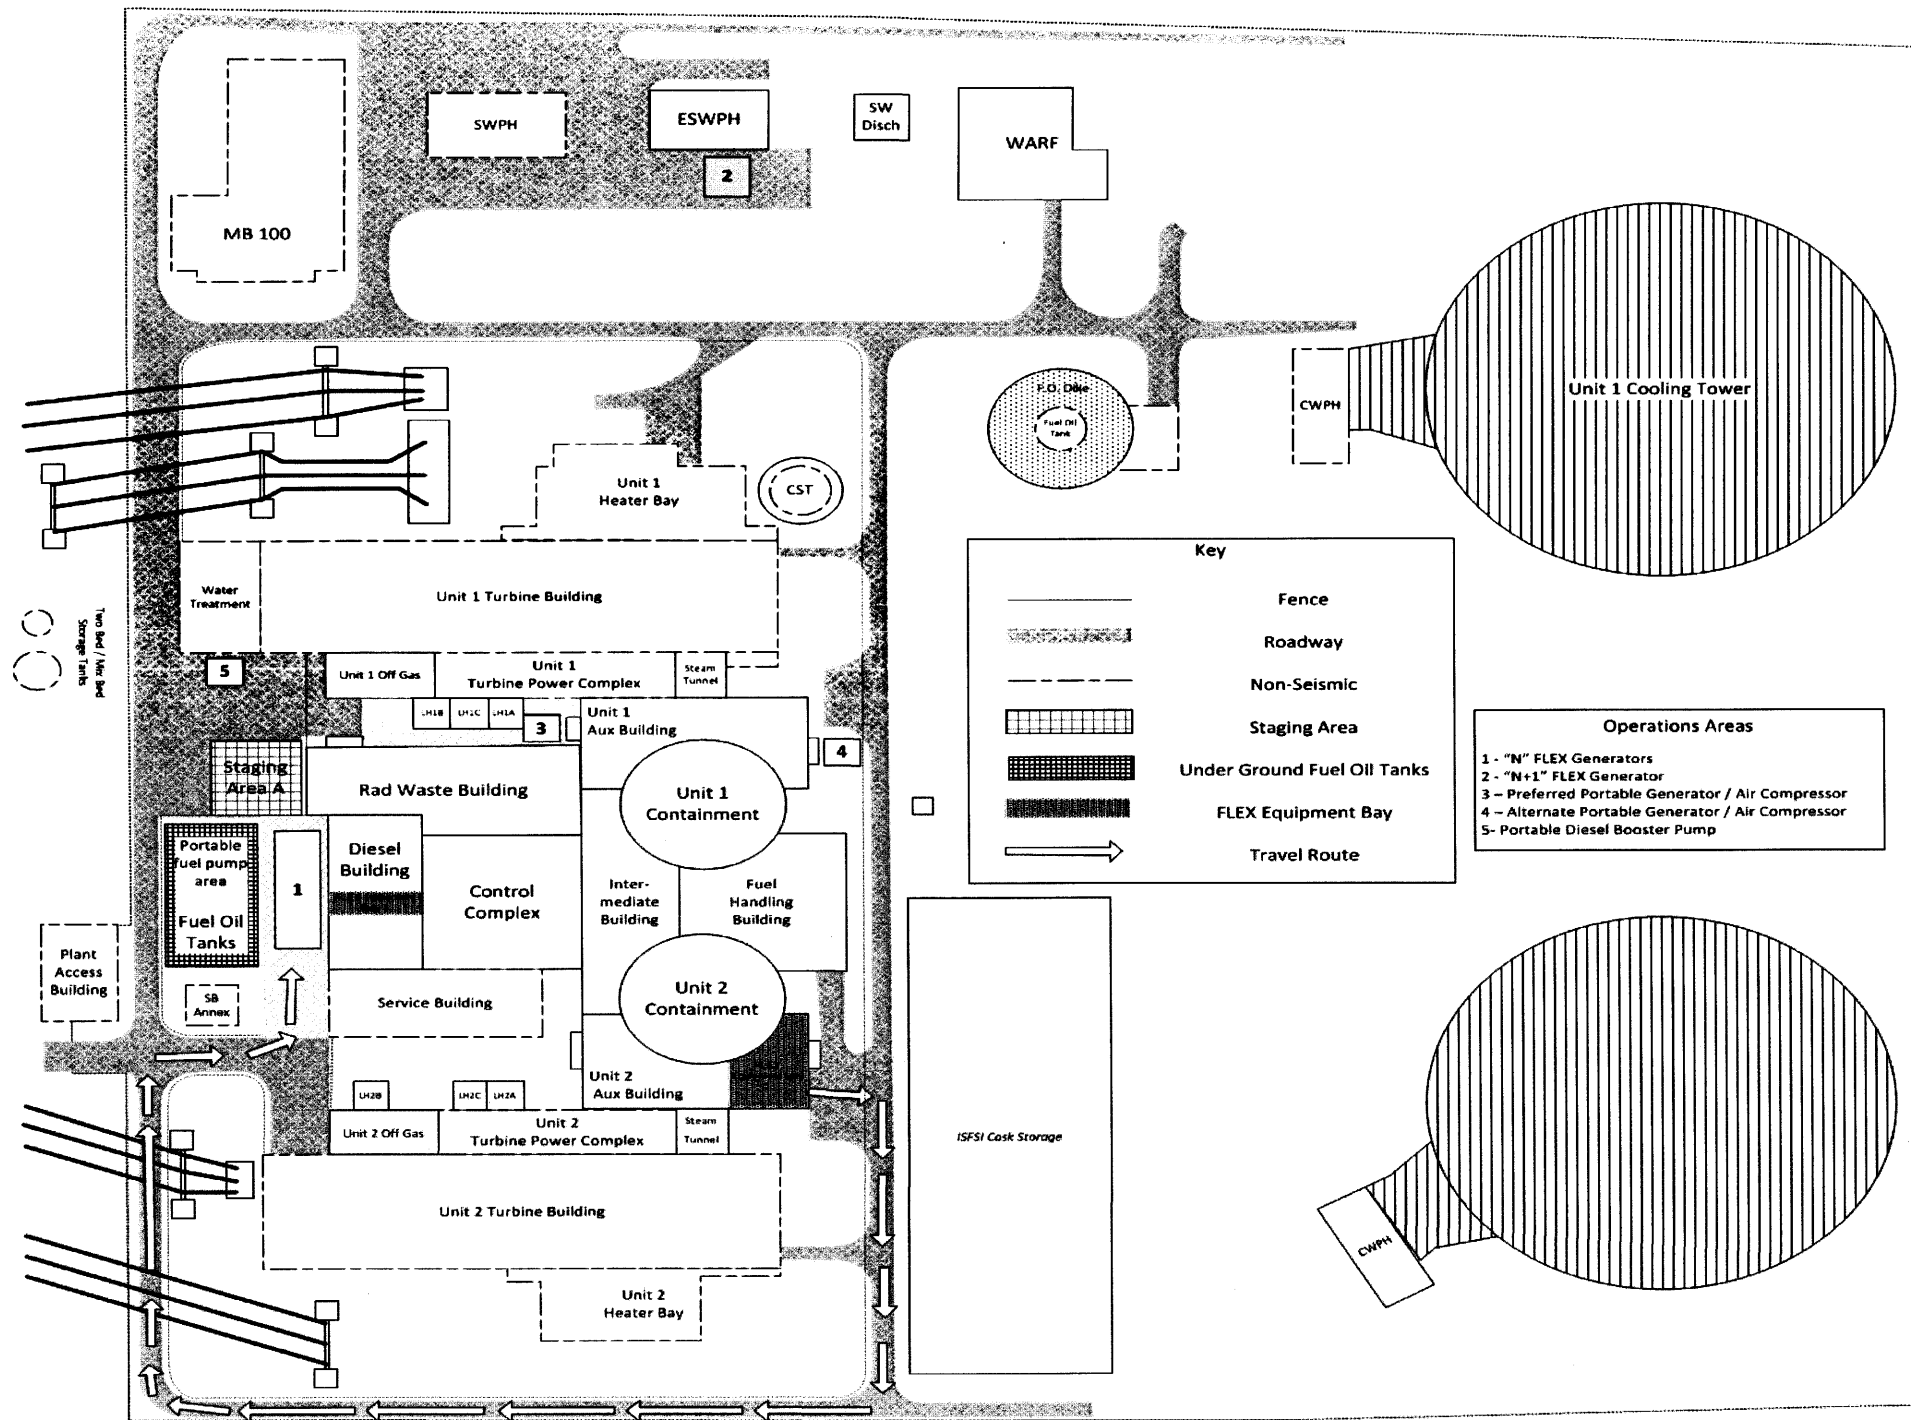 SWPH
ESWPH
SW
Disch
WARF
2
MB 100
Unit 1 Cooling Tower
CWPH
F.O. Dike
Fuel Oil
Tank
Unit 1
Heater Bay
CST
Key
Fence
Roadway
Non-Seismic
Staging Area
Under Ground Fuel Oil Tanks
FLEX Equipment Bay
Travel Route
Water
Treatment
Unit 1 Turbine Building
Two Bed / Mix Bed
Storage Tanks
5
Unit 1 Off Gas
Unit 1
Turbine Power Complex
Steam
Tunnel
LH1B
LH1C
LH1A
3
Unit 1
Aux Building
4
Operations Areas
1 - "N" FLEX Generators
2 - "N+1" FLEX Generator
3 – Preferred Portable Generator / Air Compressor
4 – Alternate Portable Generator / Air Compressor
5- Portable Diesel Booster Pump
Staging
Area A
Rad Waste Building
Unit 1
Containment
Portable
fuel pump
area
Fuel Oil
Tanks
1
Diesel
Building
Control
Complex
Inter-
mediate
Building
Fuel
Handling
Building
Plant
Access
Building
SB
Annex
Service Building
Unit 2
Containment
Unit 2
Aux Building
LH2B
LH2C
LH2A
Unit 2 Off Gas
Unit 2
Turbine Power Complex
Steam
Tunnel
ISFSI Cask Storage
Unit 2 Turbine Building
CWPH
Unit 2
Heater Bay